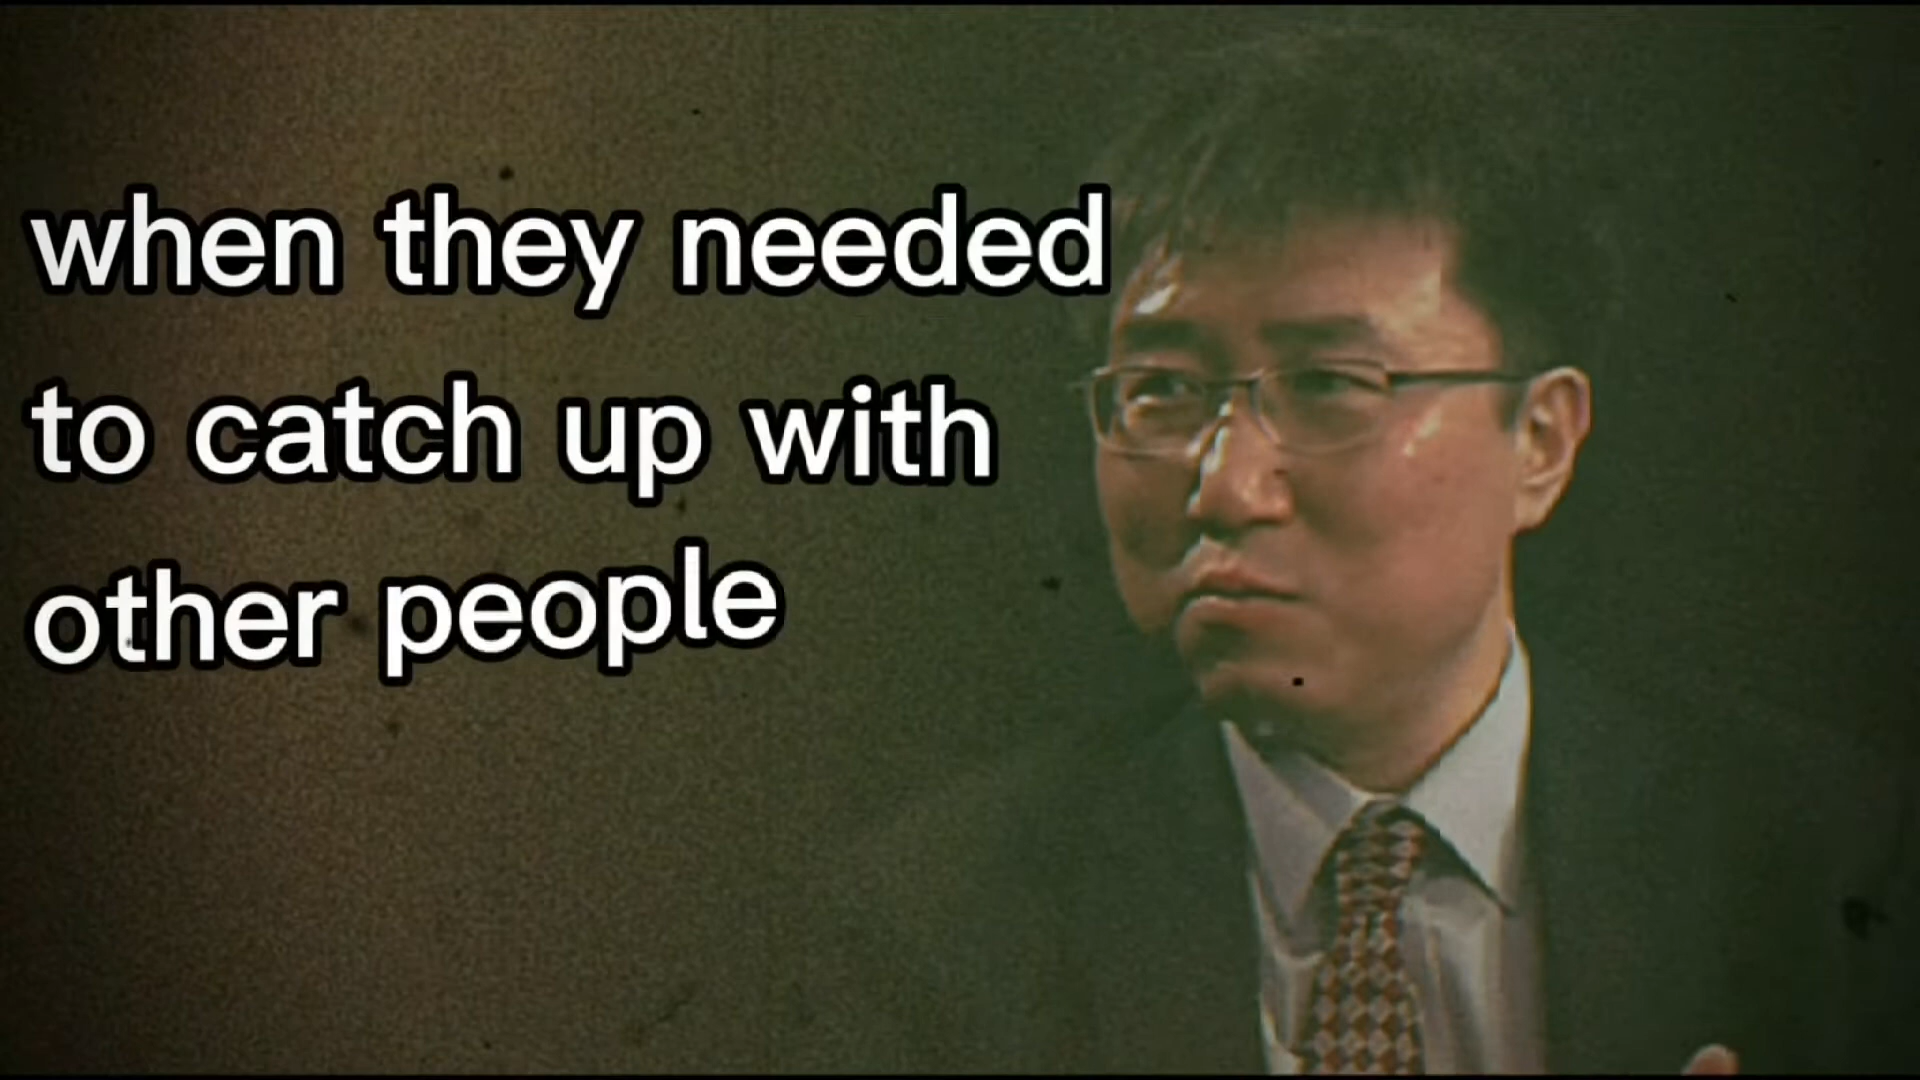 when they needed
to catch up with
other people